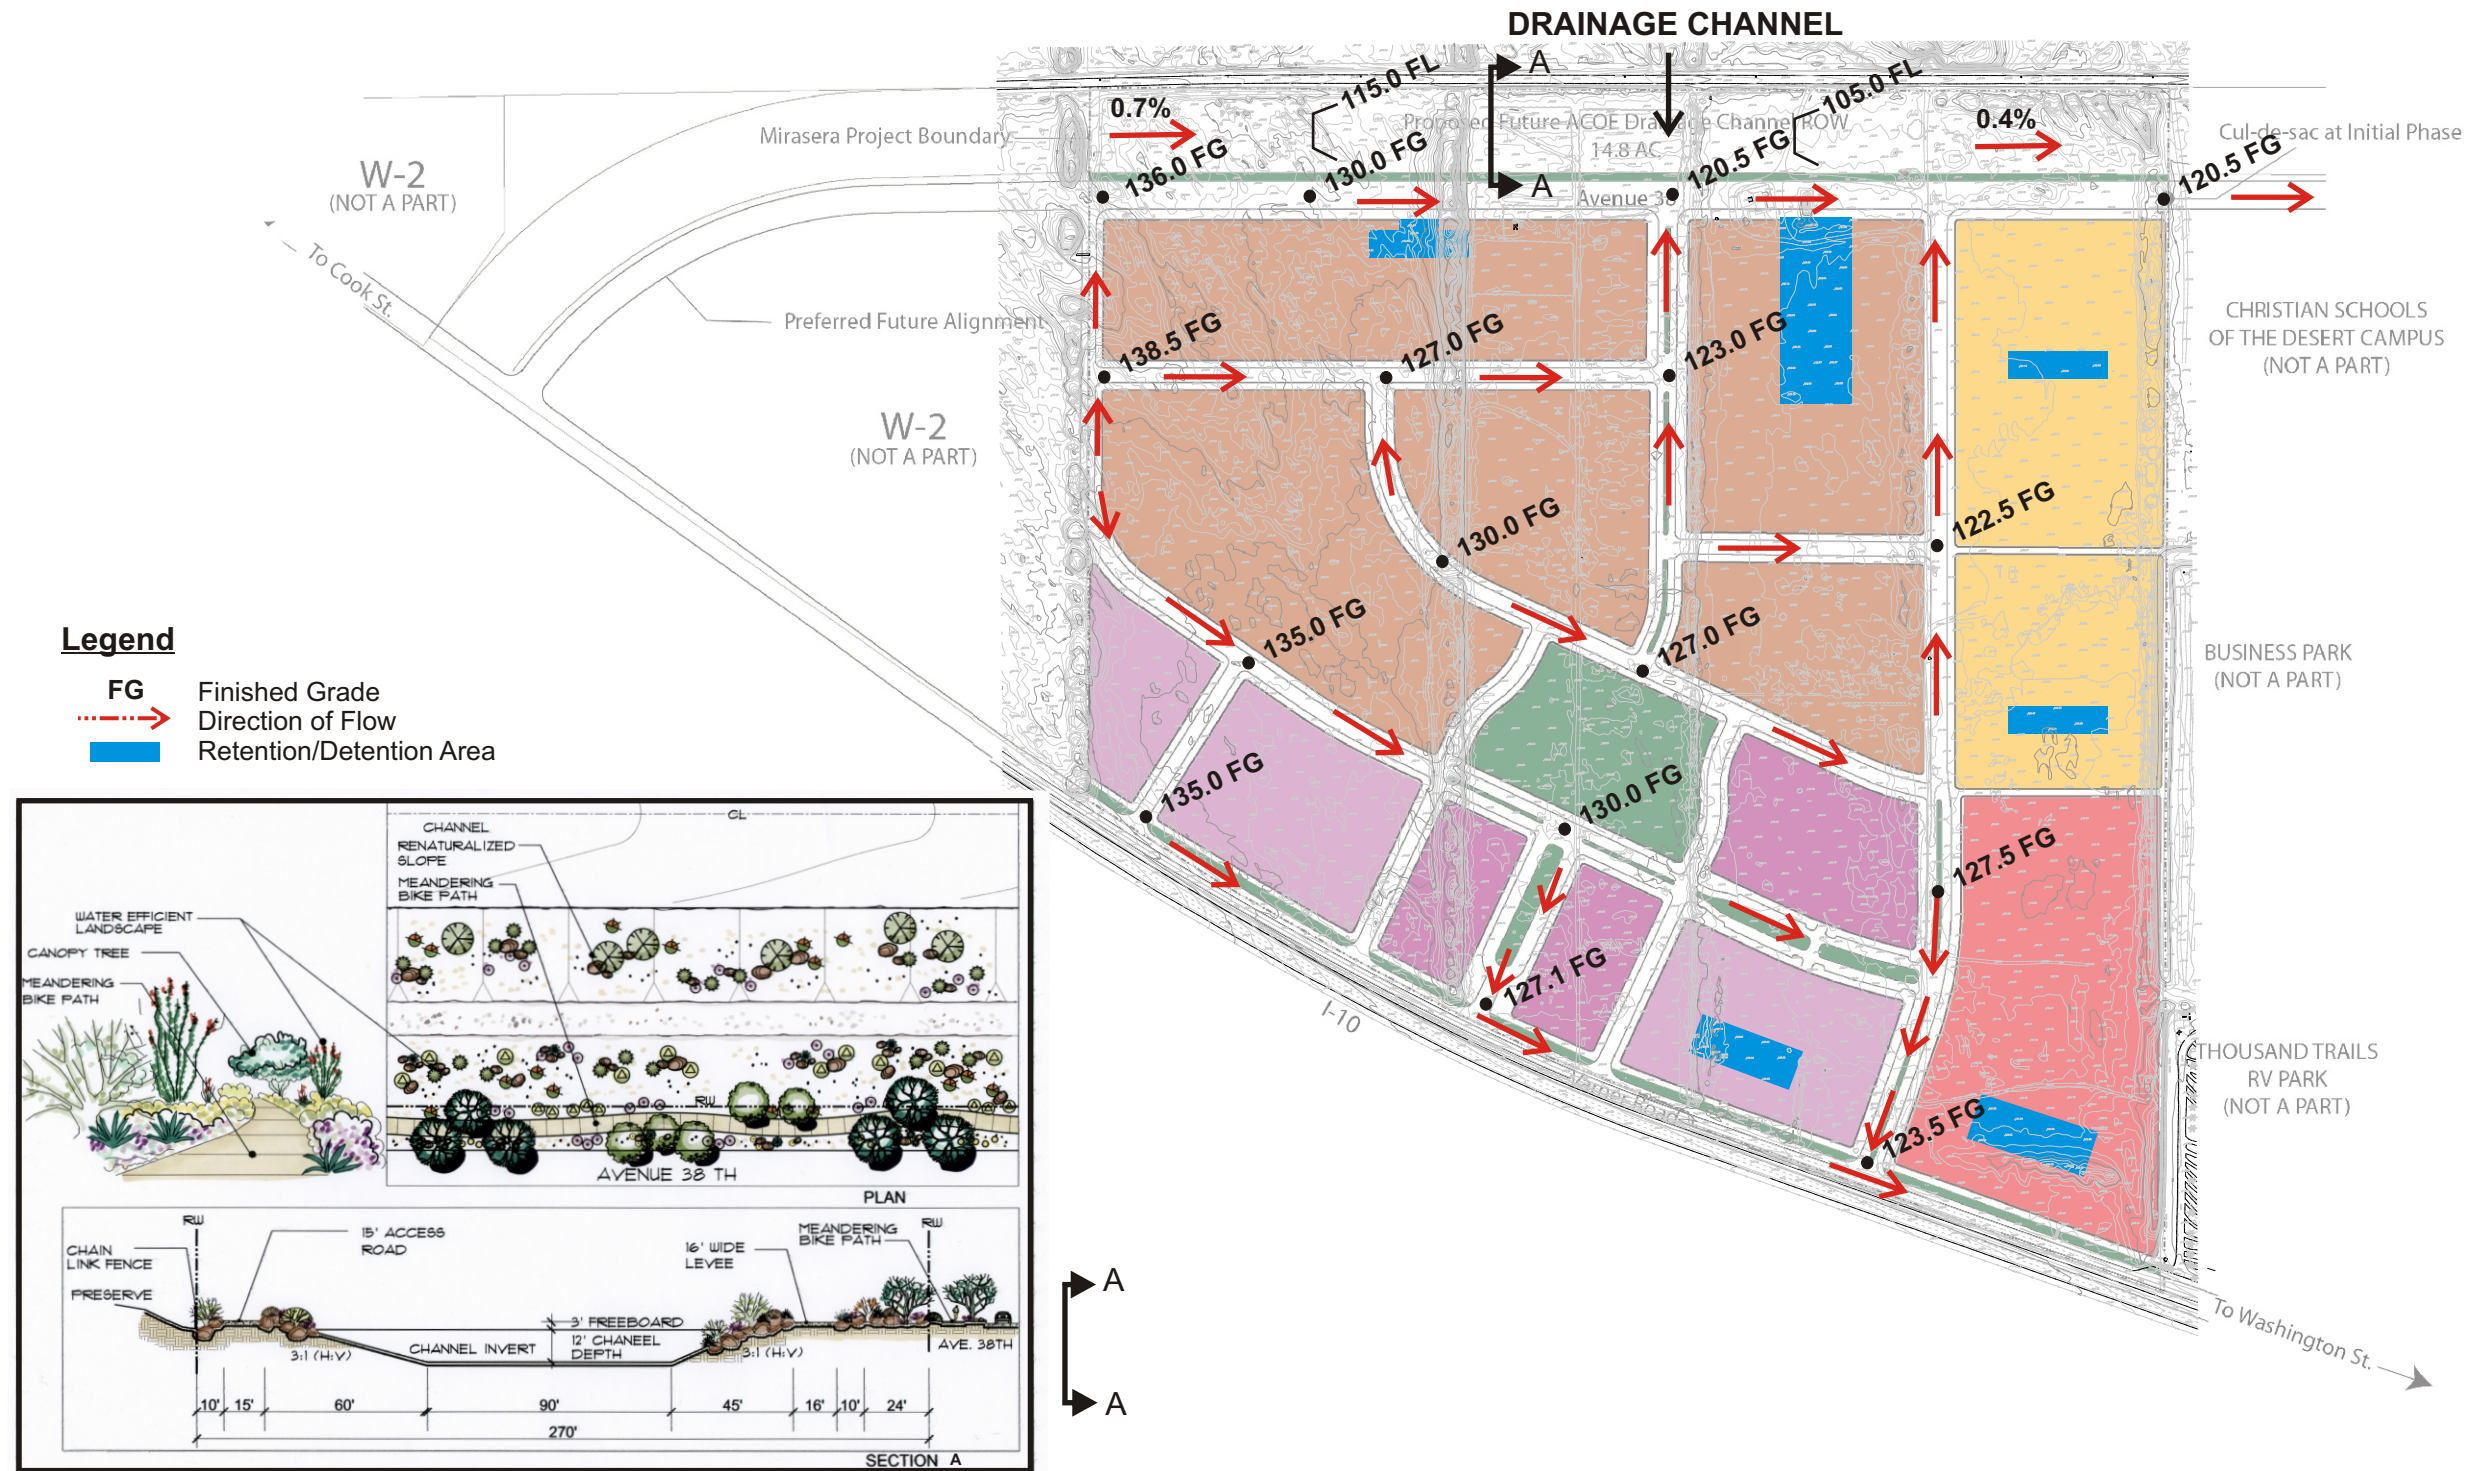 DRAINAGE CHANNEL
A
115.0 FL
105.0 FL
0.7%
0.4%
Mirasera Project Boundary
Proposed Future ACOE Drainage Channel ROW
14.8 AC
Cul-de-sac at Initial Phase
W-2
(NOT A PART)
136.0 FG
130.0 FG
120.5 FG
120.5 FG
A
Avenue 38
To Cook St.
Preferred Future Alignment
138.5 FG
127.0 FG
123.0 FG
CHRISTIAN SCHOOLS
OF THE DESERT CAMPUS
(NOT A PART)
W-2
(NOT A PART)
130.0 FG
122.5 FG
135.0 FG
127.0 FG
BUSINESS PARK
(NOT A PART)
Legend
FG Finished Grade
Direction of Flow
Retention/Detention Area
135.0 FG
130.0 FG
127.5 FG
127.1 FG
I-10
Varner Road
123.5 FG
THOUSAND TRAILS
RV PARK
(NOT A PART)
To Washington St.
CL
CHANNEL
RENATURALIZED
SLOPE
MEANDERING
BIKE PATH
WATER EFFICIENT
LANDSCAPE
CANOPY TREE
MEANDERING
BIKE PATH
RW
AVENUE 38 TH
PLAN
RW
15' ACCESS
ROAD
CHAIN
LINK FENCE
PRESERVE
16' WIDE
LEVEE
MEANDERING
BIKE PATH
RW
3' FREEBOARD
12' CHANEEL
DEPTH
CHANNEL INVERT
3:1 (H:V)
3:1 (H:V)
AVE. 38TH
10' 15' 60' 90' 45' 16' 10' 24'
270'
SECTION A
A
A